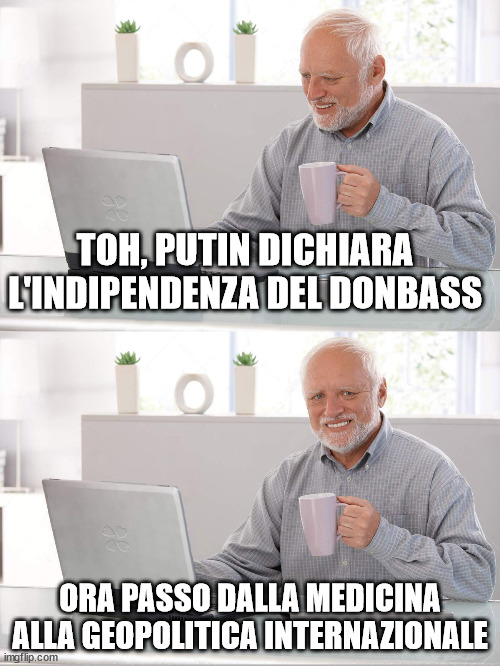 TOH, PUTIN DICHIARA
L'INDIPENDENZA DEL DONBASS
ORA PASSO DALLA MEDICINA
ALLA GEOPOLITICA INTERNAZIONALE
imgflip.com